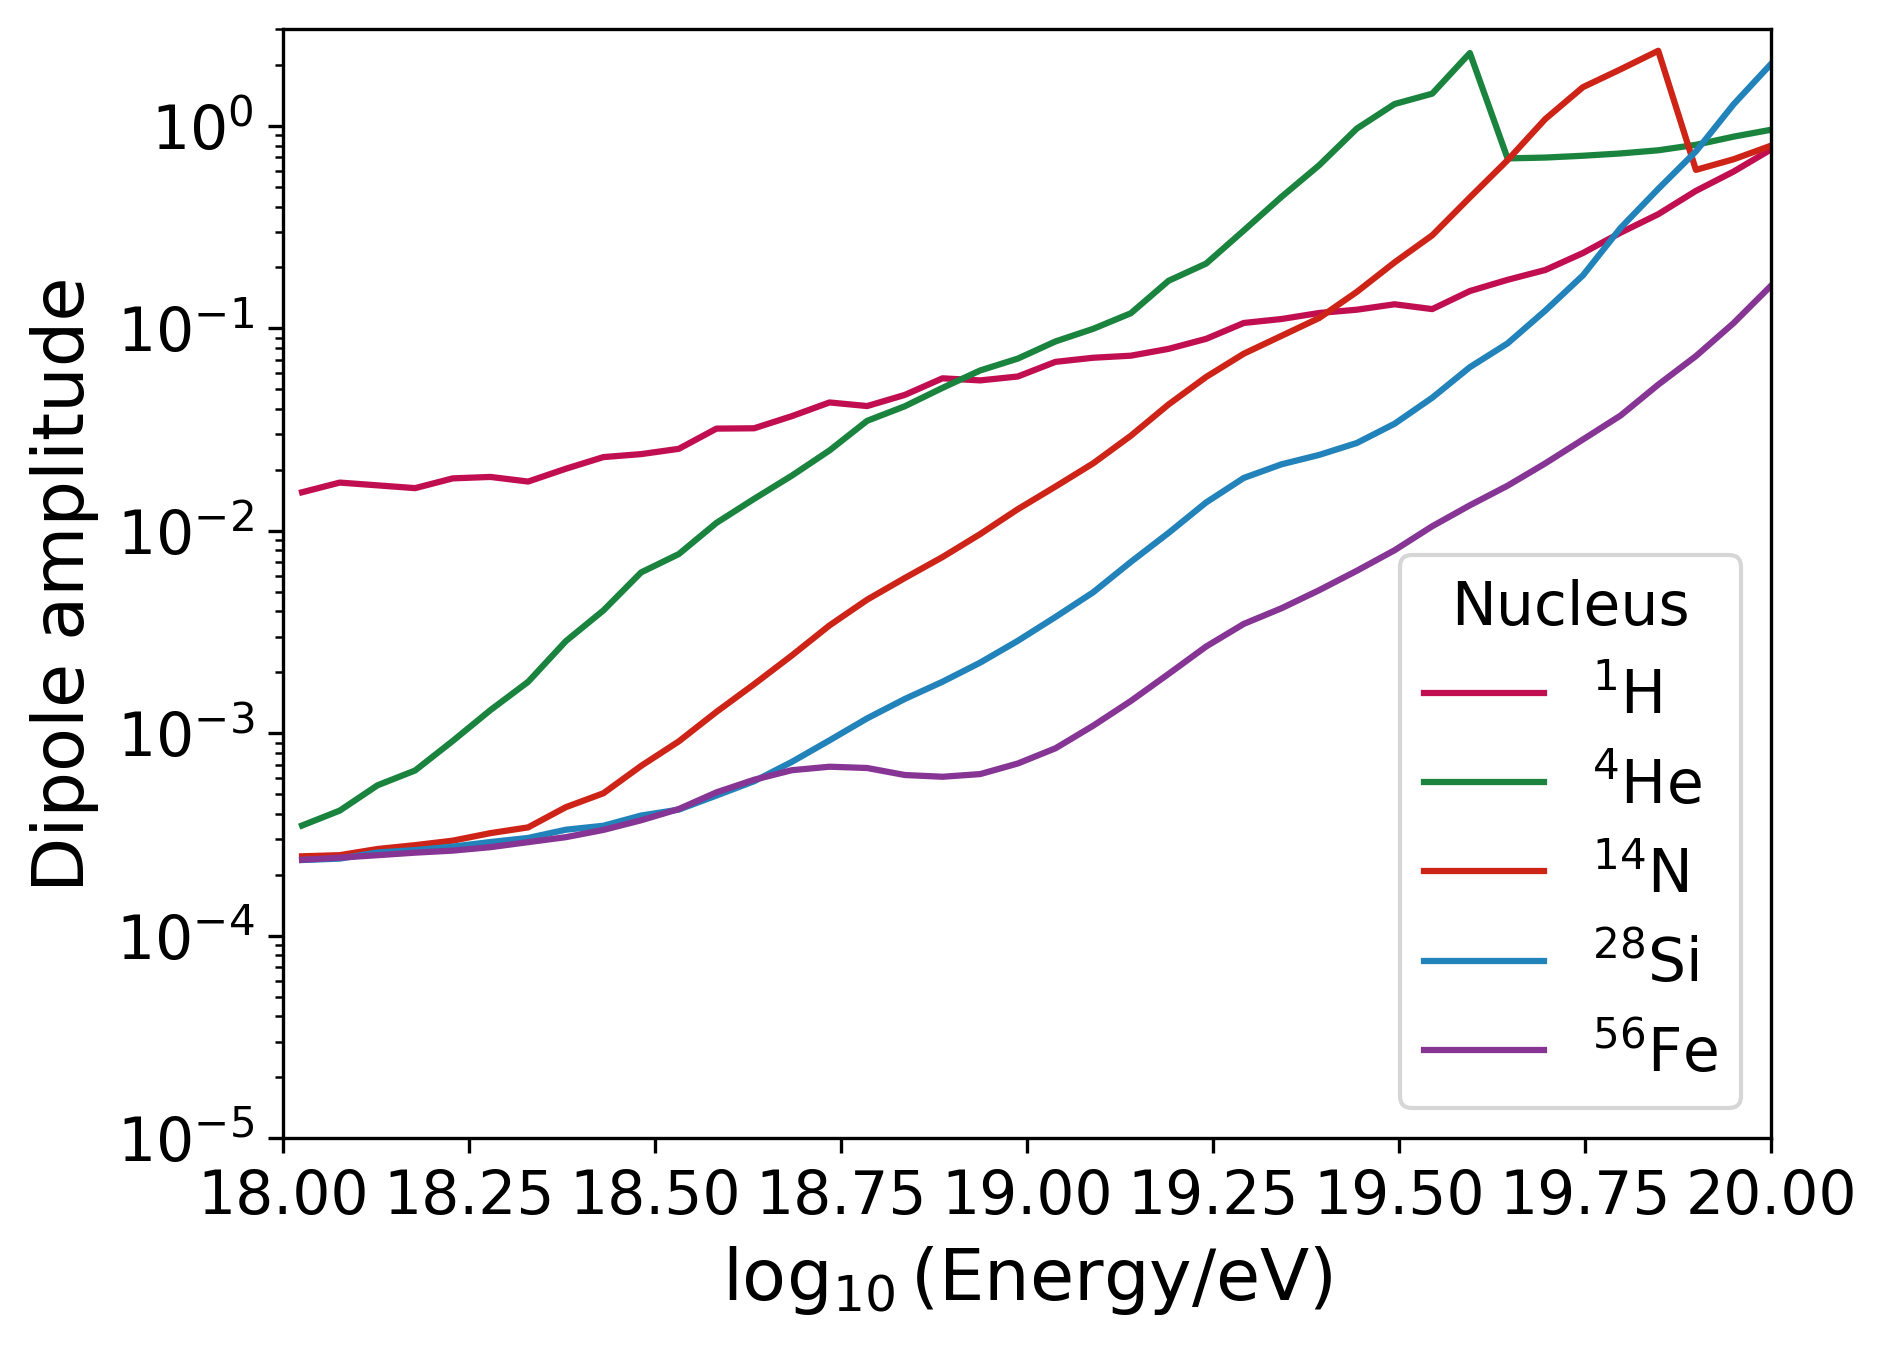 Dipole amplitude
10⁰
10⁻¹
10⁻²
10⁻³
10⁻⁴
10⁻⁵
18.00 18.25 18.50 18.75 19.00 19.25 19.50 19.75 20.00
log₁₀ (Energy/eV)
Nucleus
¹H
⁴He
¹⁴N
²⁸Si
⁵⁶Fe